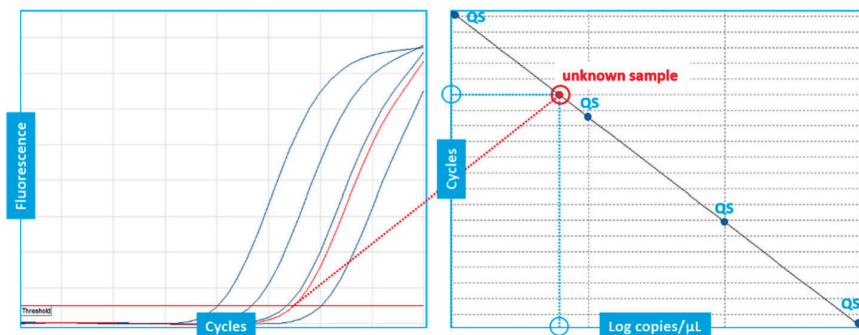 Fluorescence
Threshold
Cycles
QS
unknown sample
QS
Cycles
QS
QS
Log copies/µL